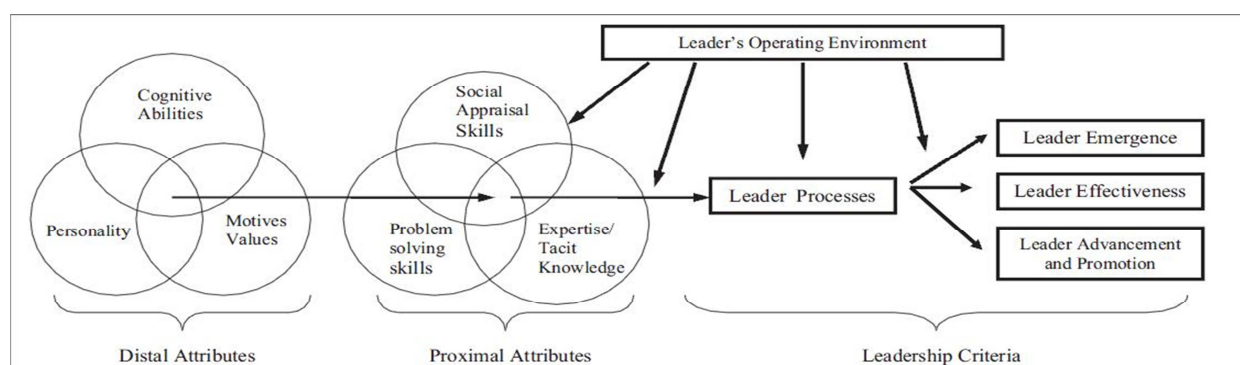 Leader's Operating Environment
Cognitive
Abilities
Personality
Motives
Values
Social
Appraisal
Skills
Problem
solving
skills
Expertise/
Tacit
Knowledge
Leader Processes
Leader Emergence
Leader Effectiveness
Leader Advancement
and Promotion
Distal Attributes
Proximal Attributes
Leadership Criteria